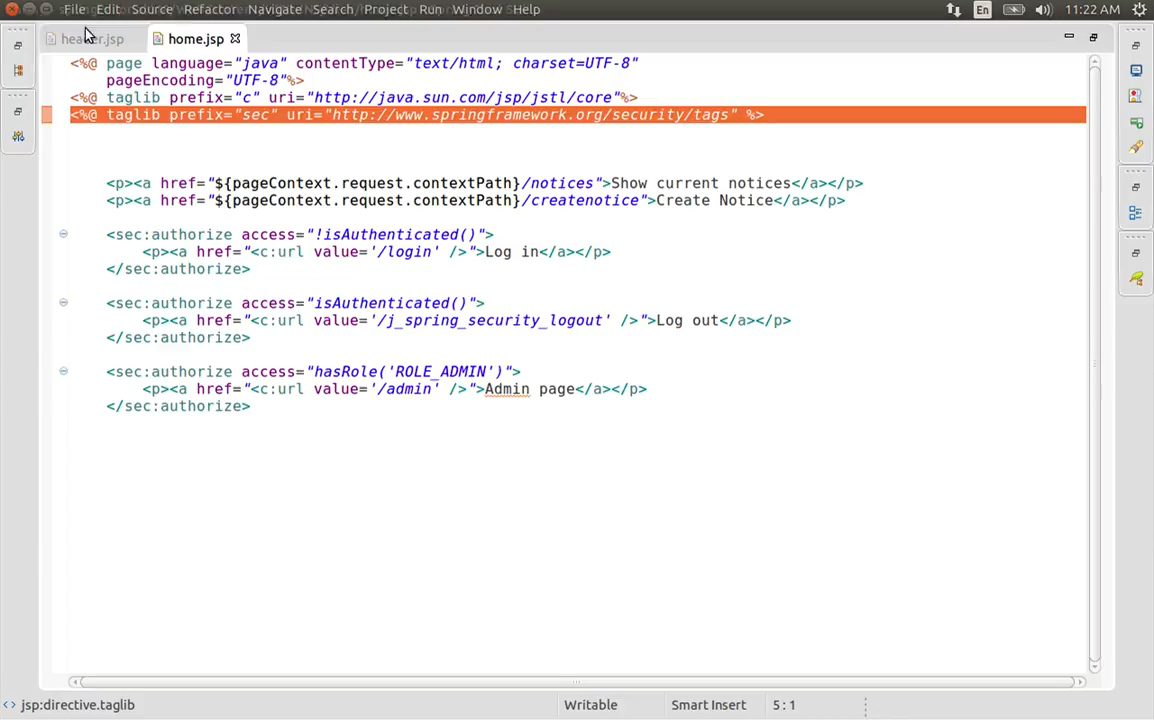 File Edit Source Refactor Navigate Search Project Run Window Help En 11:22 AM
header.jsp home.jsp
<%@ page language="java" contentType="text/html; charset=UTF-8"
pageEncoding="UTF-8"%>
<%@ taglib prefix="c" uri="http://java.sun.com/jsp/jstl/core"%>
<%@ taglib prefix="sec" uri="http://www.springframework.org/security/tags" %>
<p><a href="${pageContext.request.contextPath}/notices">Show current notices</a></p>
<p><a href="${pageContext.request.contextPath}/createnotice">Create Notice</a></p>
<sec:authorize access="!isAuthenticated()">
<p><a href="<c:url value='/login' />">Log in</a></p>
</sec:authorize>
<sec:authorize access="isAuthenticated()">
<p><a href="<c:url value='/j_spring_security_logout' />">Log out</a></p>
</sec:authorize>
<sec:authorize access="hasRole('ROLE_ADMIN')">
<p><a href="<c:url value='/admin' />">Admin page</a></p>
</sec:authorize>
jsp:directive.taglib Writable Smart Insert 5 : 1